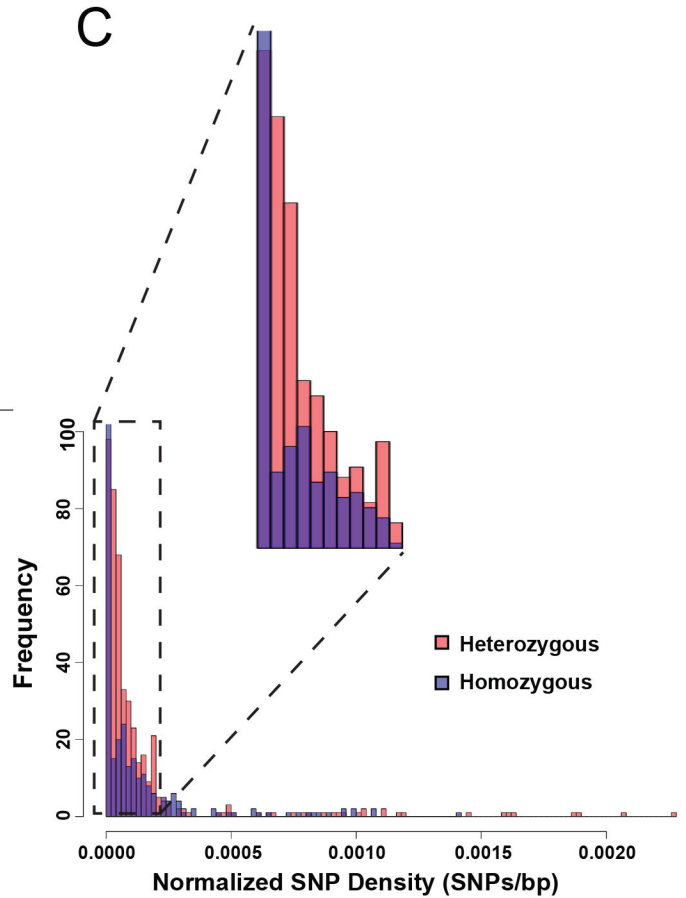 C
100
80
60
40
20
0
Frequency
Heterozygous
Homozygous
0.0000 0.0005 0.0010 0.0015 0.0020
Normalized SNP Density (SNPs/bp)